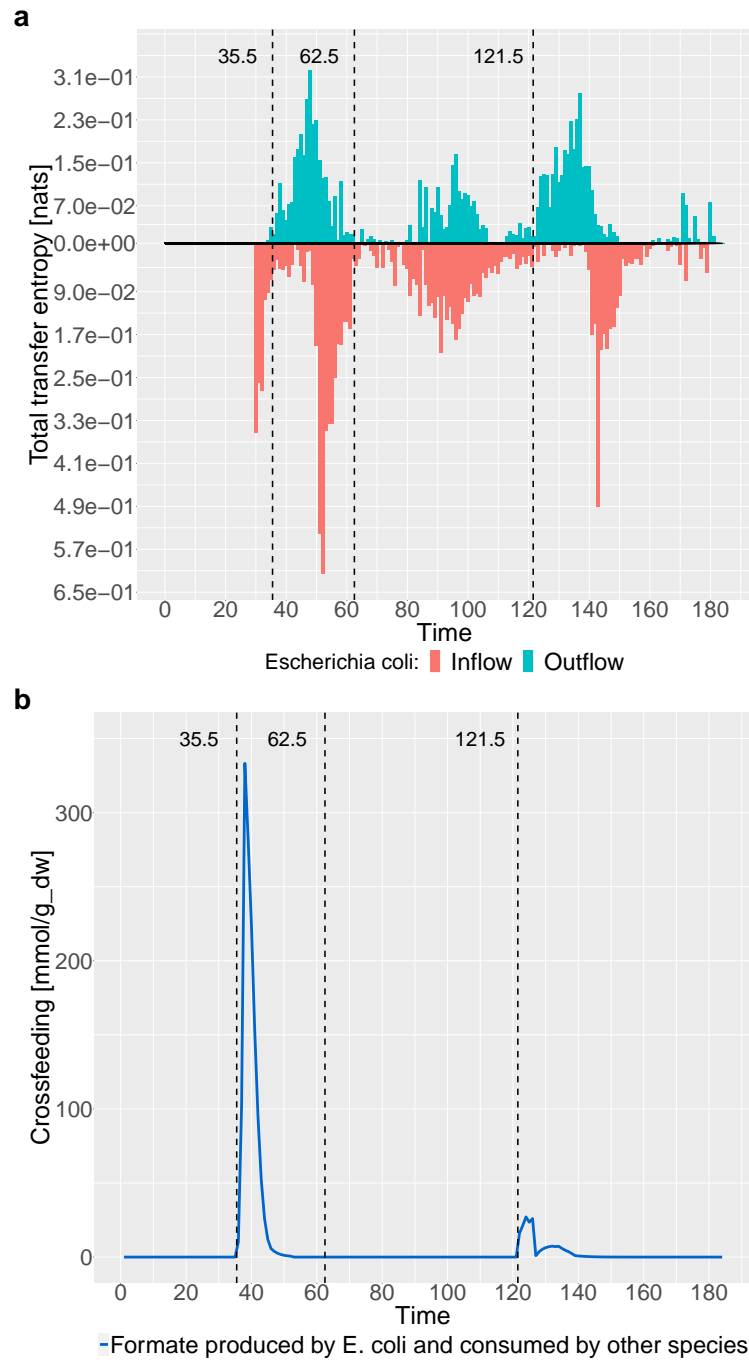 a
35.5 62.5 121.5
Total transfer entropy [nats]
3.1e−01
2.3e−01
1.5e−01
7.0e−02
0.0e+00
9.0e−02
1.7e−01
2.5e−01
3.3e−01
4.1e−01
4.9e−01
5.7e−01
6.5e−01
0 20 40 60 80 100 120 140 160 180
Time
Escherichia coli: Inflow Outflow
b
35.5 62.5 121.5
Crossfeeding [mmol/g_dw]
300
200
100
0
0 20 40 60 80 100 120 140 160 180
Time
Formate produced by E. coli and consumed by other species